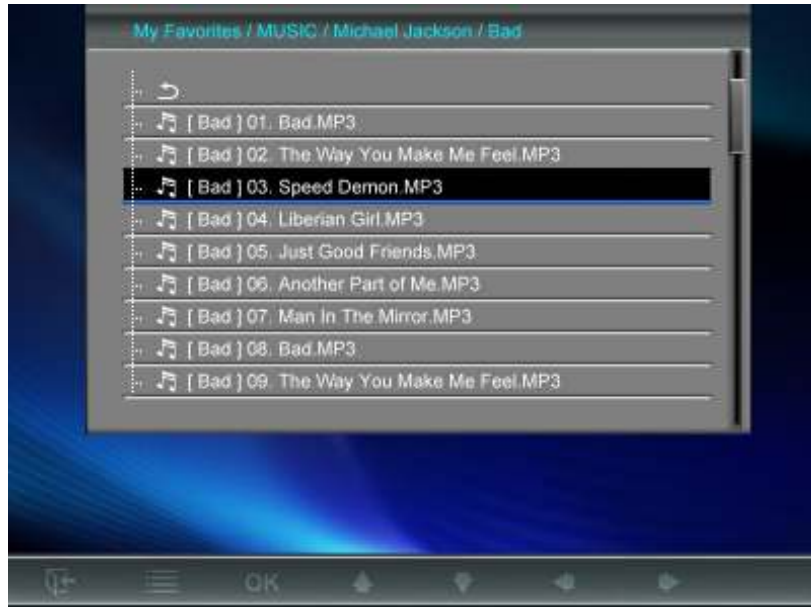 My Favorites / MUSIC / Michael Jackson / Bad
[ Bad ] 01. Bad.MP3
[ Bad ] 02. The Way You Make Me Feel.MP3
[ Bad ] 03. Speed Demon.MP3
[ Bad ] 04. Liberian Girl.MP3
[ Bad ] 05. Just Good Friends.MP3
[ Bad ] 06. Another Part of Me.MP3
[ Bad ] 07. Man In The Mirror.MP3
[ Bad ] 08. Bad.MP3
[ Bad ] 09. The Way You Make Me Feel.MP3
OK